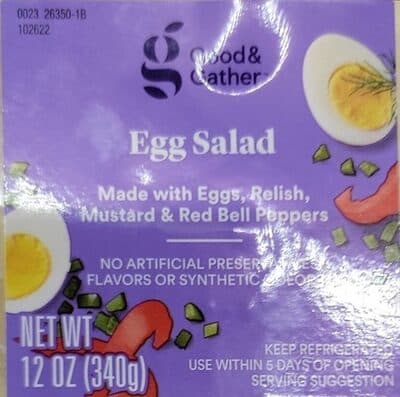 0023 26350-1B
102622
g
Good&
Gather
Egg Salad
Made with Eggs, Relish,
Mustard & Red Bell Peppers
NO ARTIFICIAL PRESERVATIVES
FLAVORS OR SYNTHETIC COLORS
NET WT
12 OZ (340g)
KEEP REFRIGERATED
USE WITHIN 5 DAYS OF OPENING
SERVING SUGGESTION